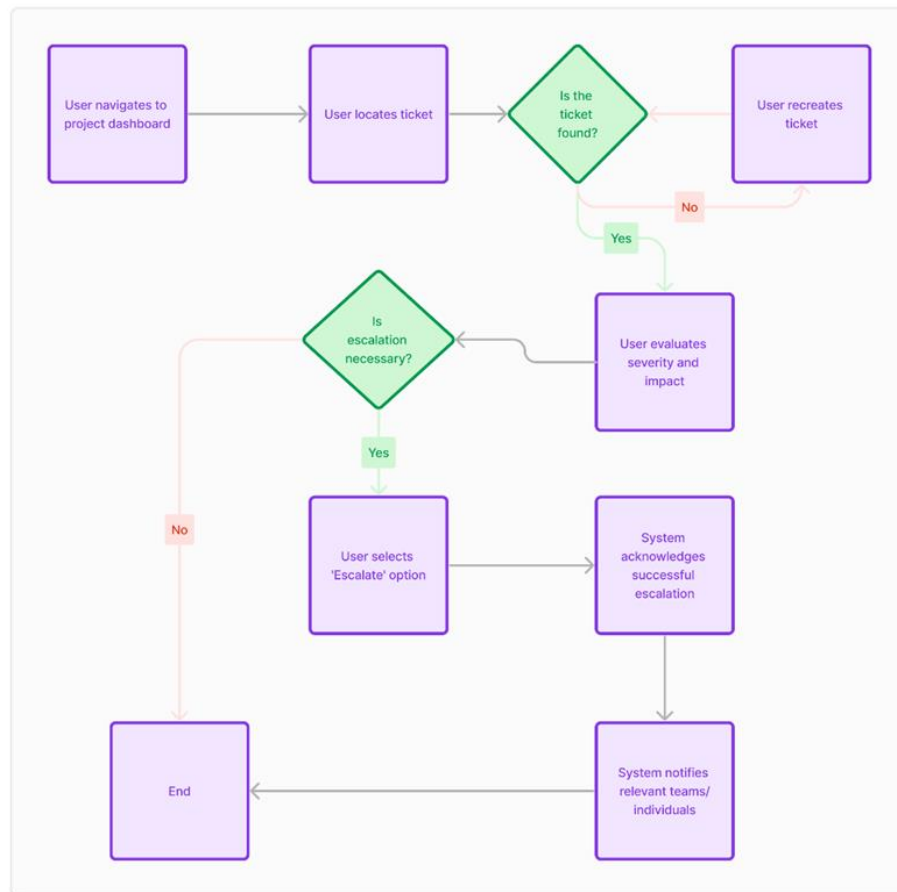 User navigates to
project dashboard
User locates ticket
Is the
ticket
found?
User recreates
ticket
No
Yes
User evaluates
severity and
impact
Is
escalation
necessary?
Yes
No
User selects
'Escalate' option
System
acknowledges
successful
escalation
System notifies
relevant teams/
individuals
End